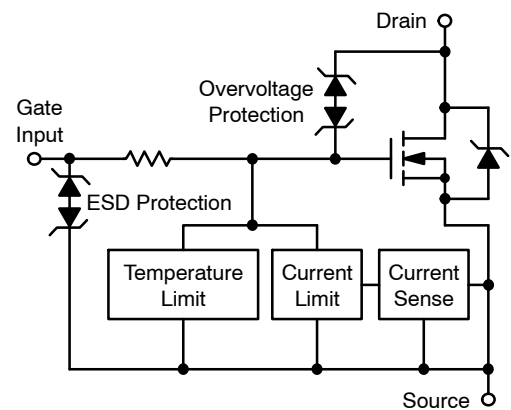 Drain
Overvoltage
Protection
Gate
Input
ESD Protection
Temperature
Limit
Current
Limit
Current
Sense
Source